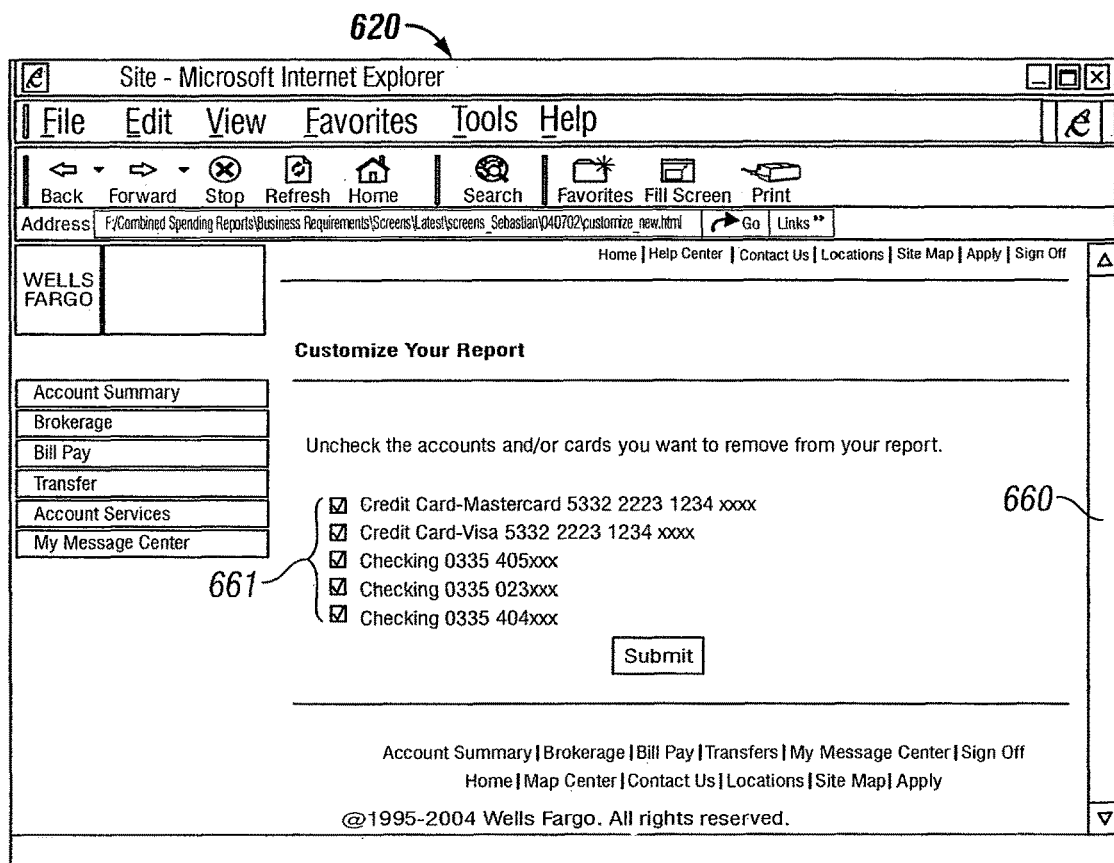 620
Site - Microsoft Internet Explorer
File Edit View Favorites Tools Help
Back Forward Stop Refresh Home Search Favorites Fill Screen Print
Address F:/Combined Spending Reports\Business Requirements\Screens\Latest\screens_Sebastian\040702\customize_new.html Go Links
Home | Help Center | Contact Us | Locations | Site Map | Apply | Sign Off
WELLS
FARGO
Customize Your Report
Account Summary
Brokerage
Bill Pay
Transfer
Account Services
My Message Center
Uncheck the accounts and/or cards you want to remove from your report.
Credit Card-Mastercard 5332 2223 1234 xxxx
Credit Card-Visa 5332 2223 1234 xxxx
Checking 0335 405xxx
Checking 0335 023xxx
Checking 0335 404xxx
661
660
Submit
Account Summary | Brokerage | Bill Pay | Transfers | My Message Center | Sign Off
Home | Map Center | Contact Us | Locations | Site Map | Apply
@1995-2004 Wells Fargo. All rights reserved.